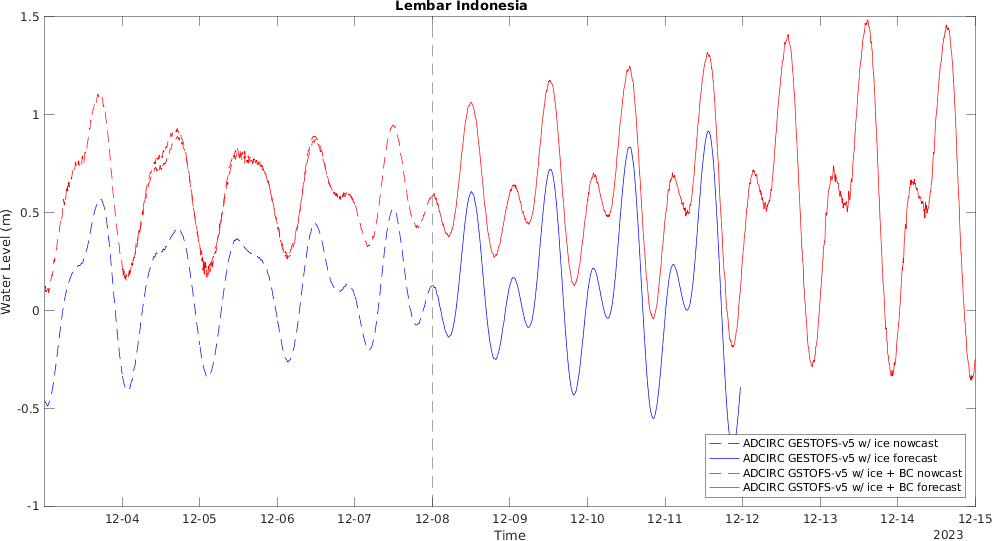 Lembar Indonesia
Water Level (m)
1.5
1
0.5
0
-0.5
-1
12-04 12-05 12-06 12-07 12-08 12-09 12-10 12-11 12-12 12-13 12-14 12-15
Time
2023
ADCIRC GESTOFS-v5 w/ ice nowcast
ADCIRC GESTOFS-v5 w/ ice forecast
ADCIRC GSTOFS-v5 w/ ice + BC nowcast
ADCIRC GSTOFS-v5 w/ ice + BC forecast